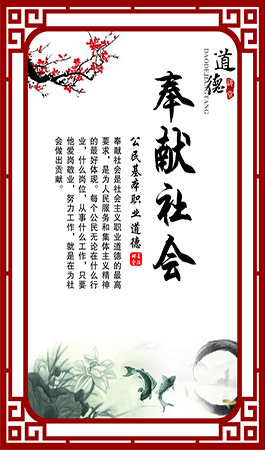 道德
讲堂
DAODEJIANGTANG
奉献社会
公民基本职业道德
奉献社会是社会主义职业道德的最高
要求，是为人民服务和集体主义精神
的最好体现。每个公民无论在什么行
业，什么岗位，从事什么工作，只要
他爱岗敬业，努力工作，就是在为社
会做出贡献。